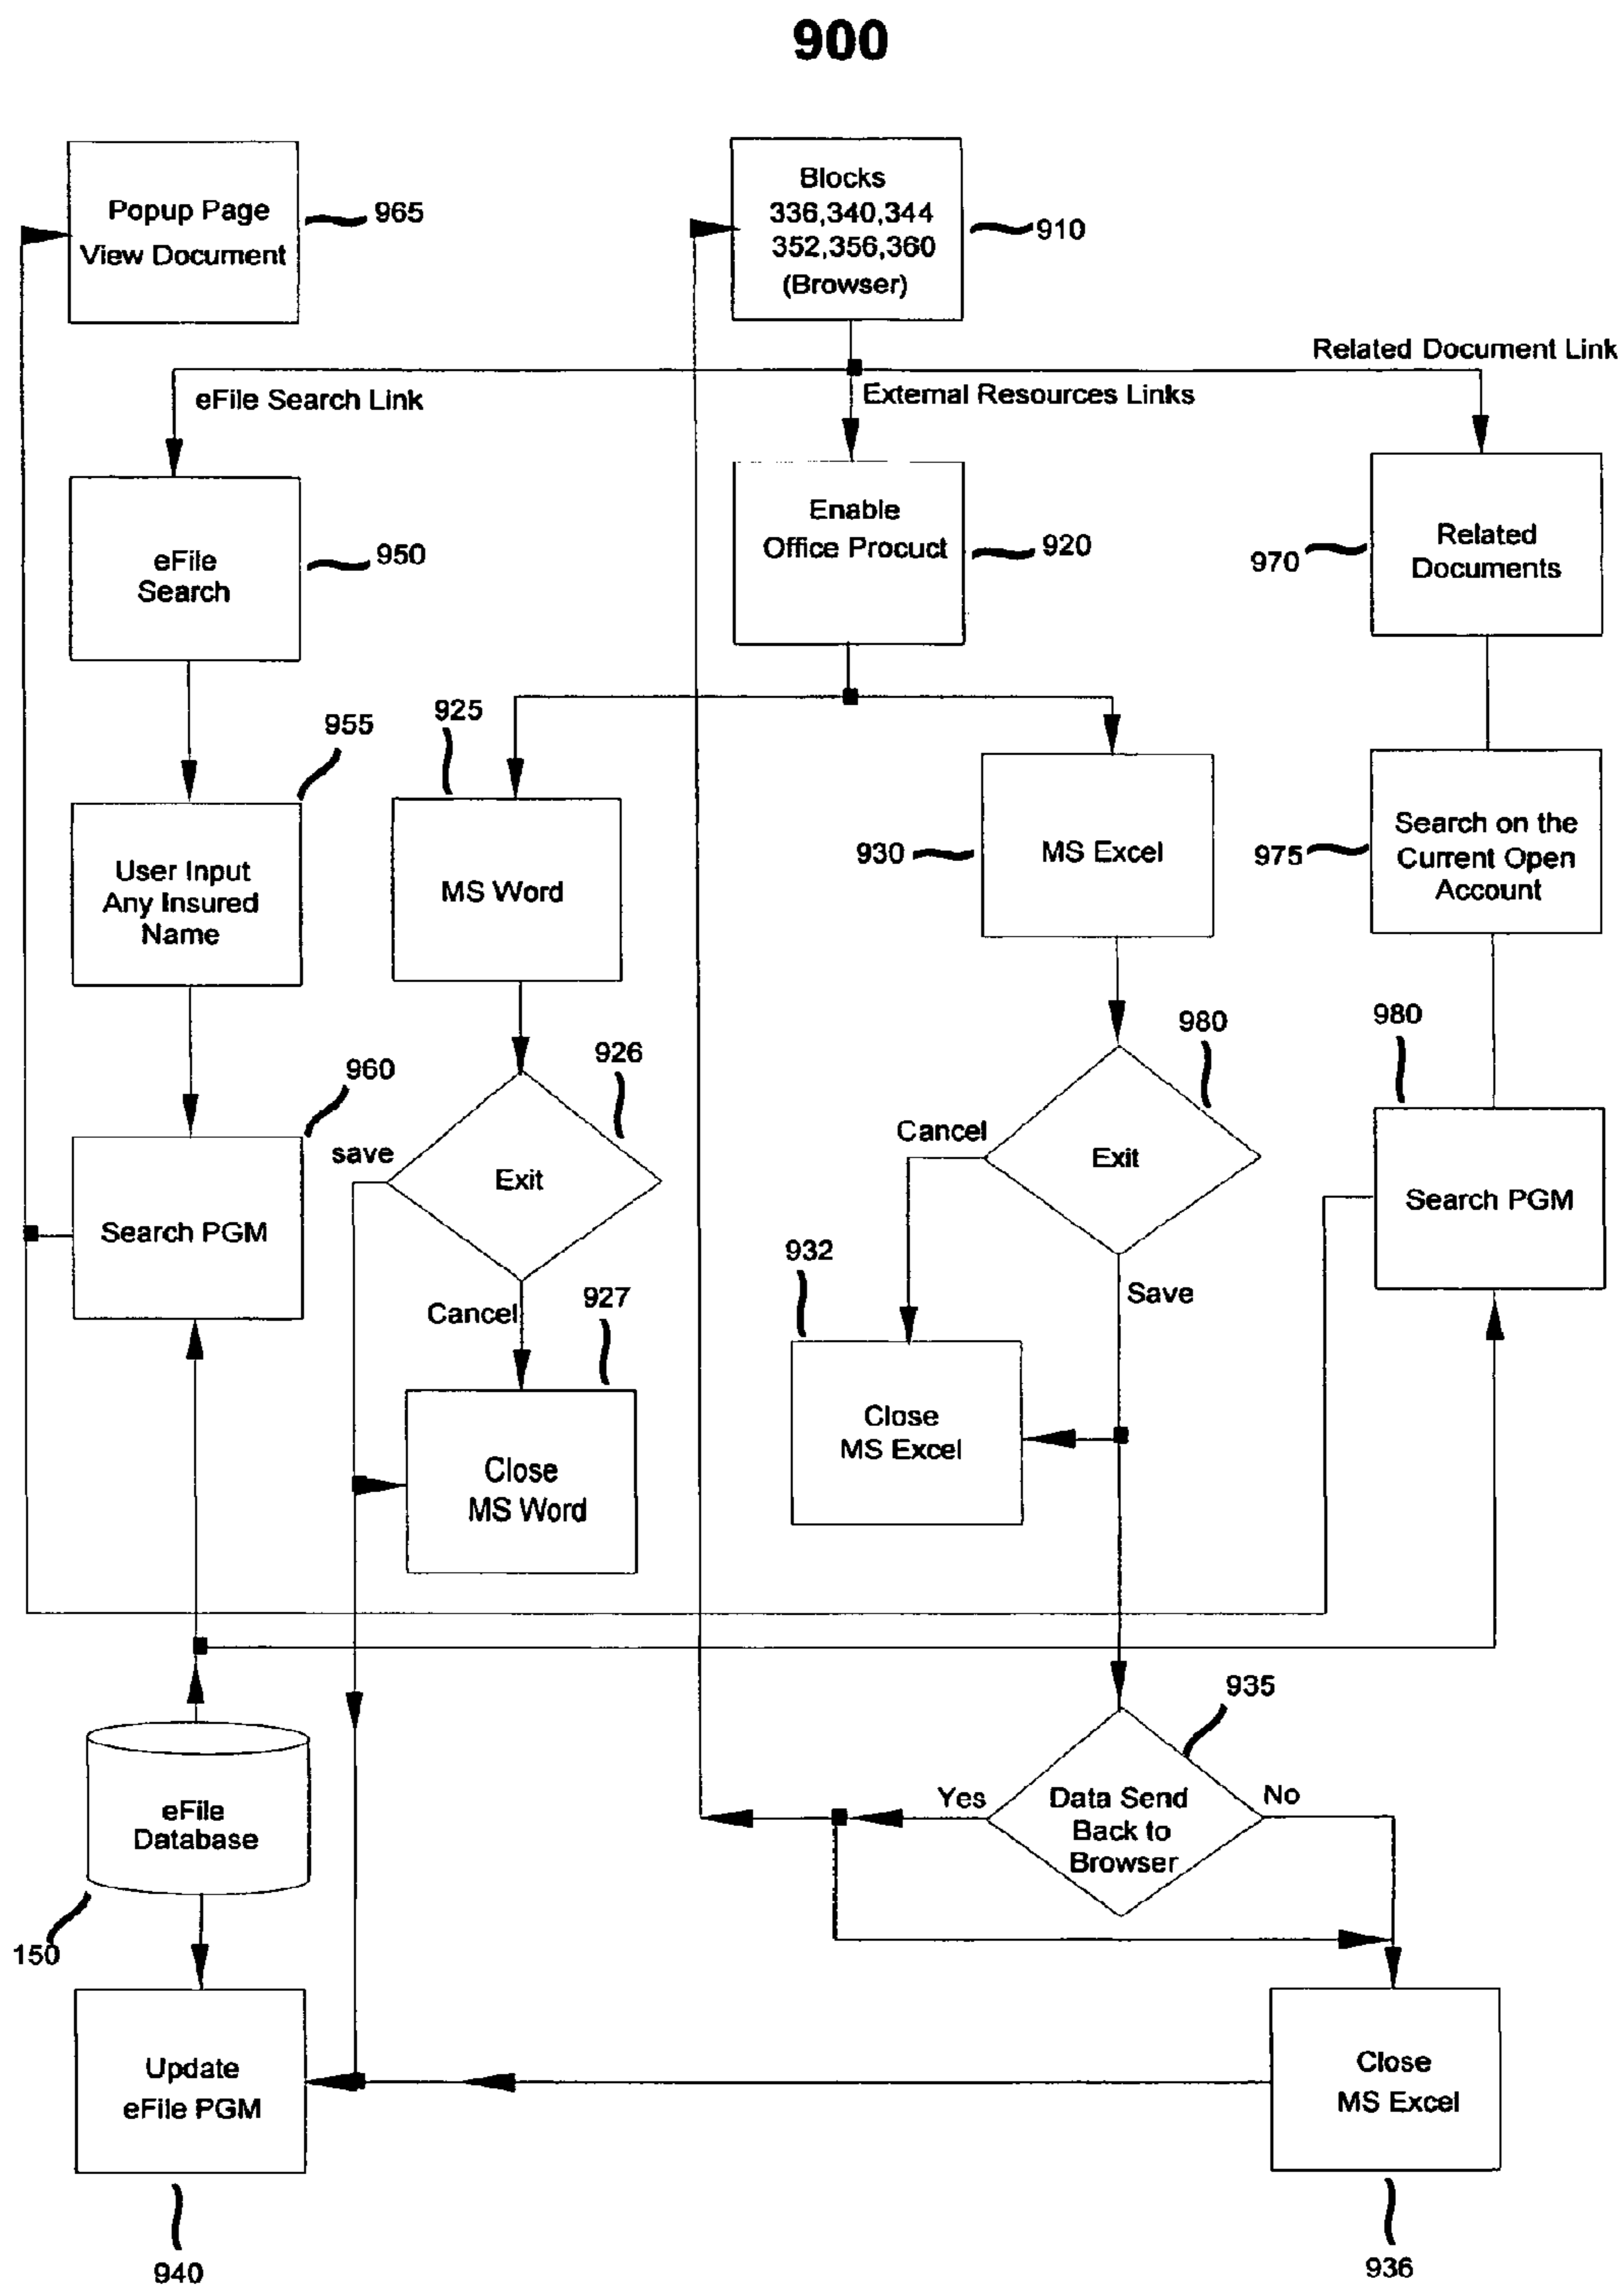 900
Popup Page
View Document
965
Blocks
336,340,344
352,356,360
(Browser)
910
Related Document Link
eFile Search Link
External Resources Links
eFile
Search
950
Enable
Office Procuct
920
970
Related
Documents
955
925
User Input
Any Insured
Name
MS Word
930
MS Excel
975
Search on the
Current Open
Account
960
926
980
980
save
Exit
Cancel
Exit
Search PGM
Search PGM
Cancel
927
932
Save
Close
MS Word
Close
MS Excel
935
eFile
Database
150
Yes
Data Send
Back to
Browser
No
Update
eFile PGM
940
Close
MS Excel
936